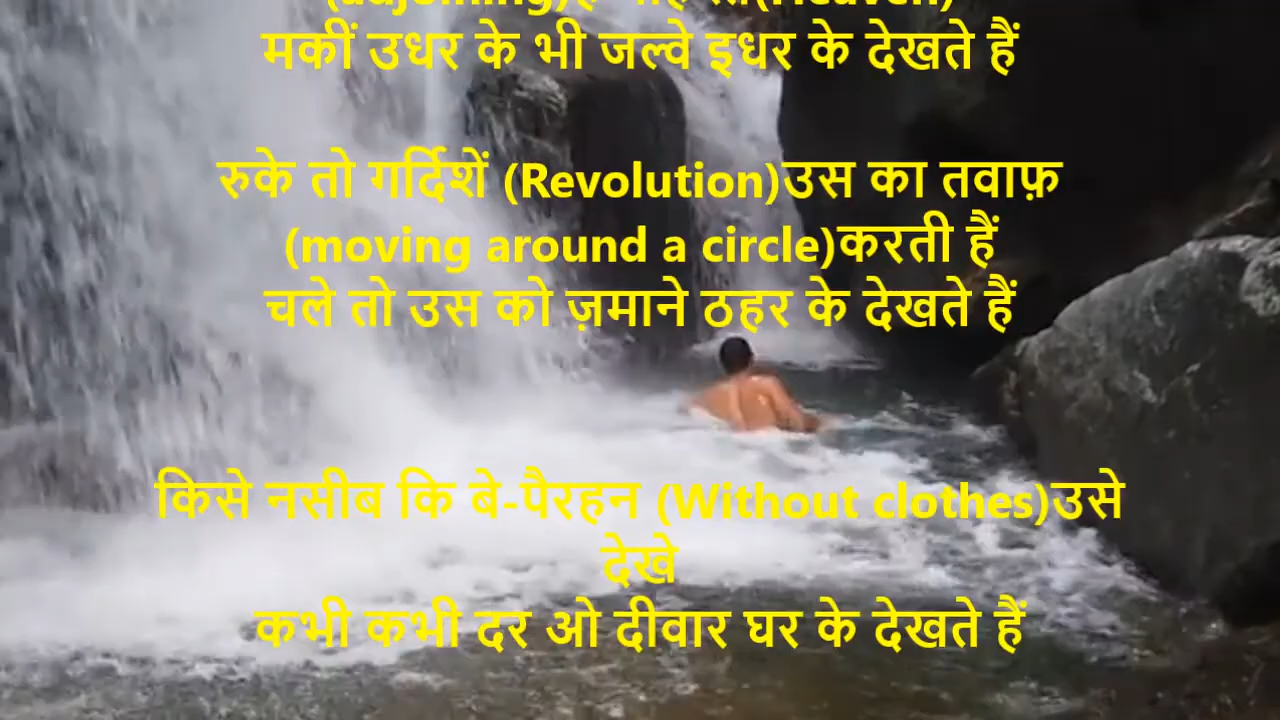 मकीं उधर के भी जल्वे इधर के देखते हैं
रुके तो गर्दिशें (Revolution)उस का तवाफ़
(moving around a circle)करती हैं
चले तो उस को ज़माने ठहर के देखते हैं
किसे नसीब कि बे-पैरहन (Without clothes)उसे
देखे
कभी कभी दर ओ दीवार घर के देखते हैं